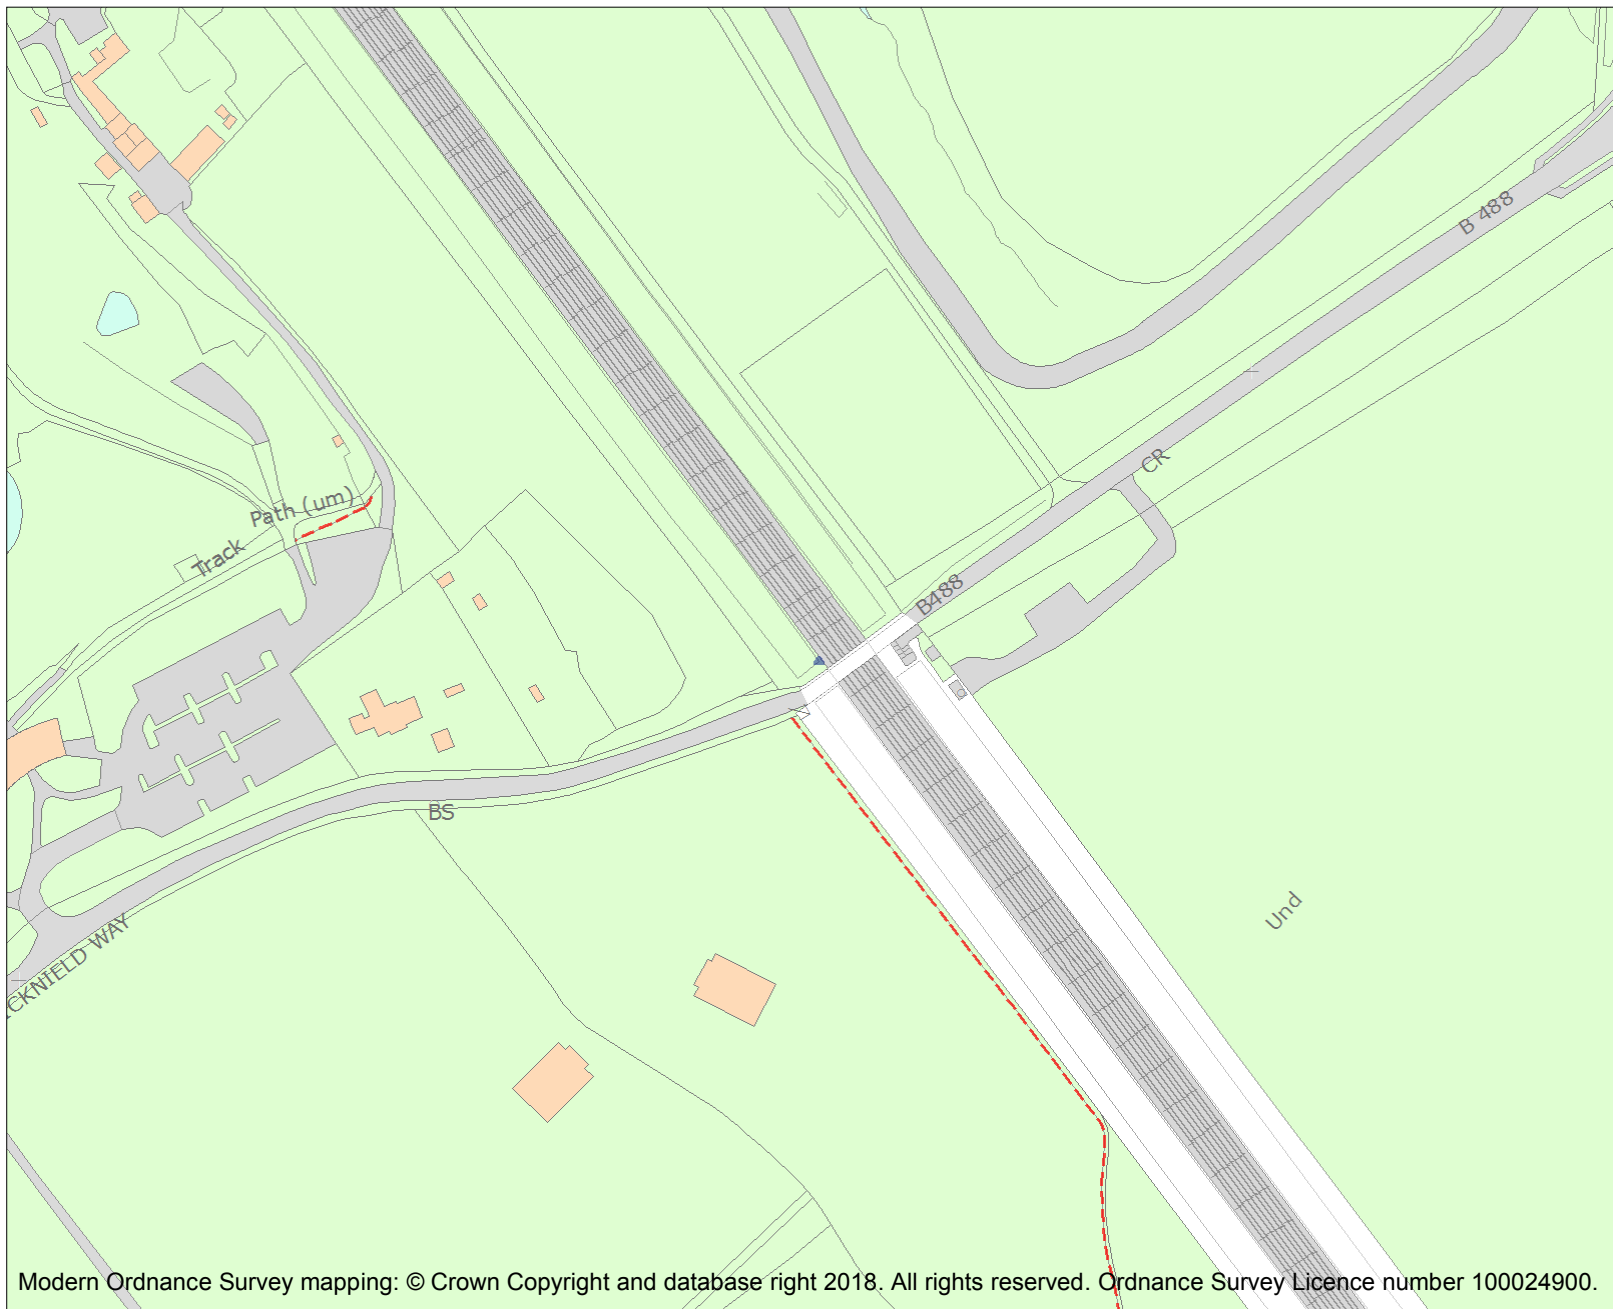 B 488
CR
Path (um)
Track
B488
BS
Und
CKNIELD WAY
Modern Ordnance Survey mapping: © Crown Copyright and database right 2018. All rights reserved. Ordnance Survey Licence number 100024900.